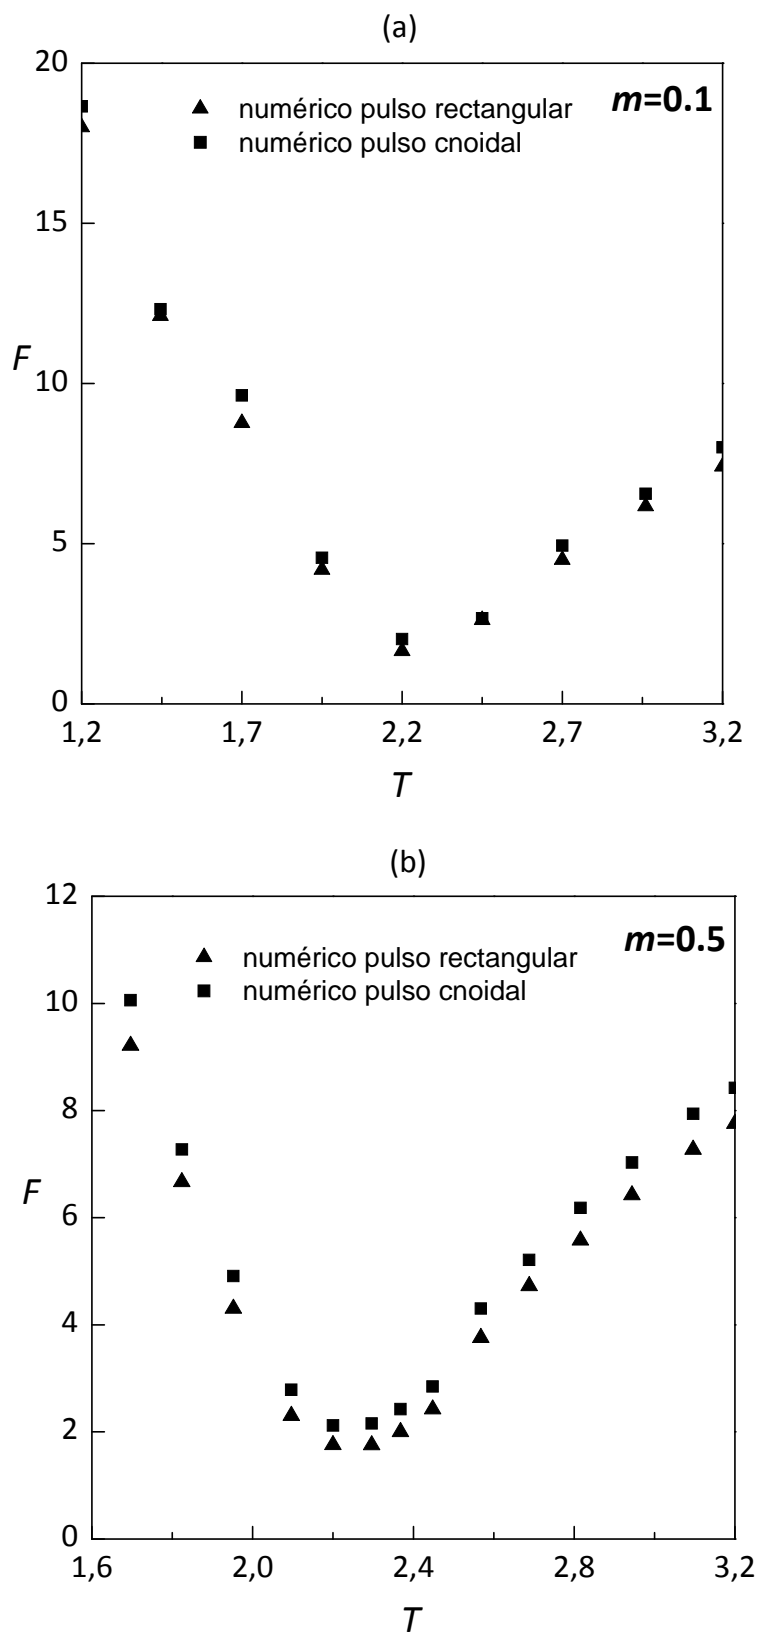 (a)
20
numérico pulso rectangular
m=0.1
numérico pulso cnoidal
15
F
10
5
0
1,2 1,7 2,2 2,7 3,2
T
(b)
12
numérico pulso rectangular
m=0.5
numérico pulso cnoidal
10
8
F
6
4
2
0
1,6 2,0 2,4 2,8 3,2
T